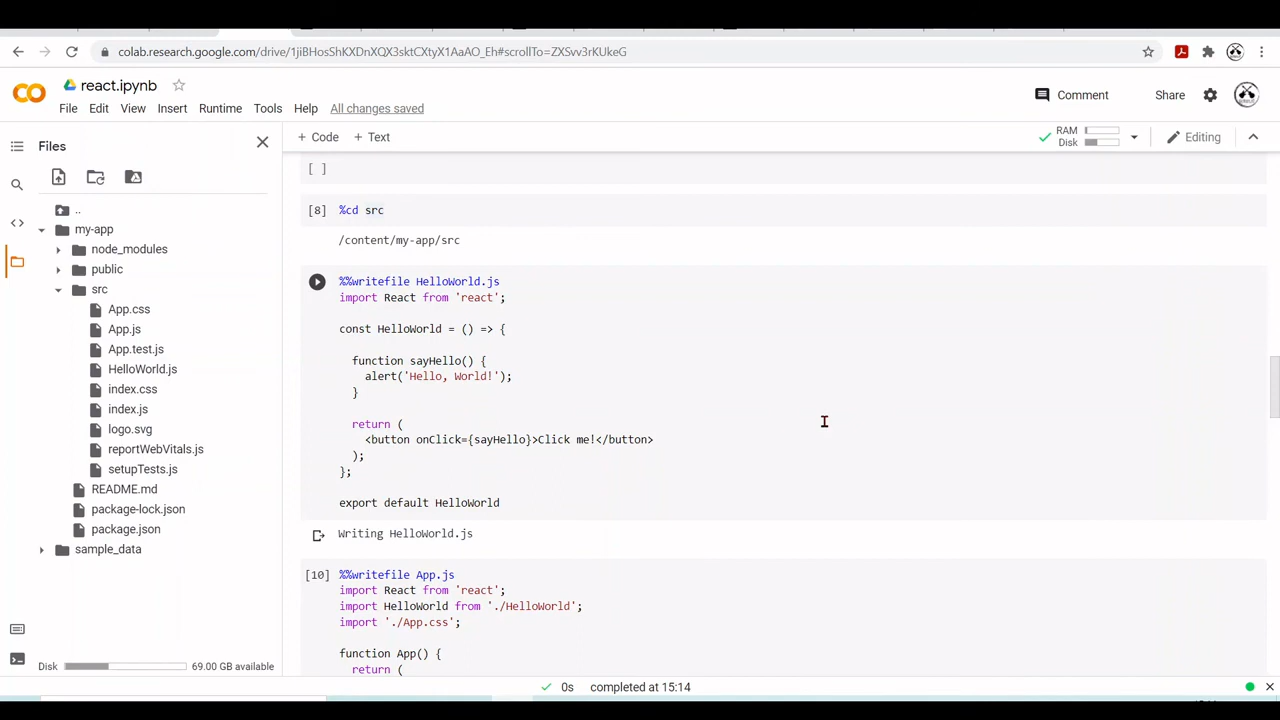 colab.research.google.com/drive/1jiBHosShKXDnXQX3sktCXtyX1AaAO_Eh#scrollTo=ZXSvv3rKUkeG
react.ipynb
File Edit View Insert Runtime Tools Help All changes saved
Comment Share
Files
+ Code + Text
RAM
Disk
Editing
..
my-app
node_modules
public
src
App.css
App.js
App.test.js
HelloWorld.js
index.css
index.js
logo.svg
reportWebVitals.js
setupTests.js
README.md
package-lock.json
package.json
sample_data
Disk 69.00 GB available
[ ]
[8] %cd src
/content/my-app/src
%%writefile HelloWorld.js
import React from 'react';
const HelloWorld = () => {
function sayHello() {
alert('Hello, World!');
}
return (
<button onClick={sayHello}>Click me!</button>
);
};
export default HelloWorld
Writing HelloWorld.js
[10] %%writefile App.js
import React from 'react';
import HelloWorld from './HelloWorld';
import './App.css';
function App() {
return (
0s completed at 15:14